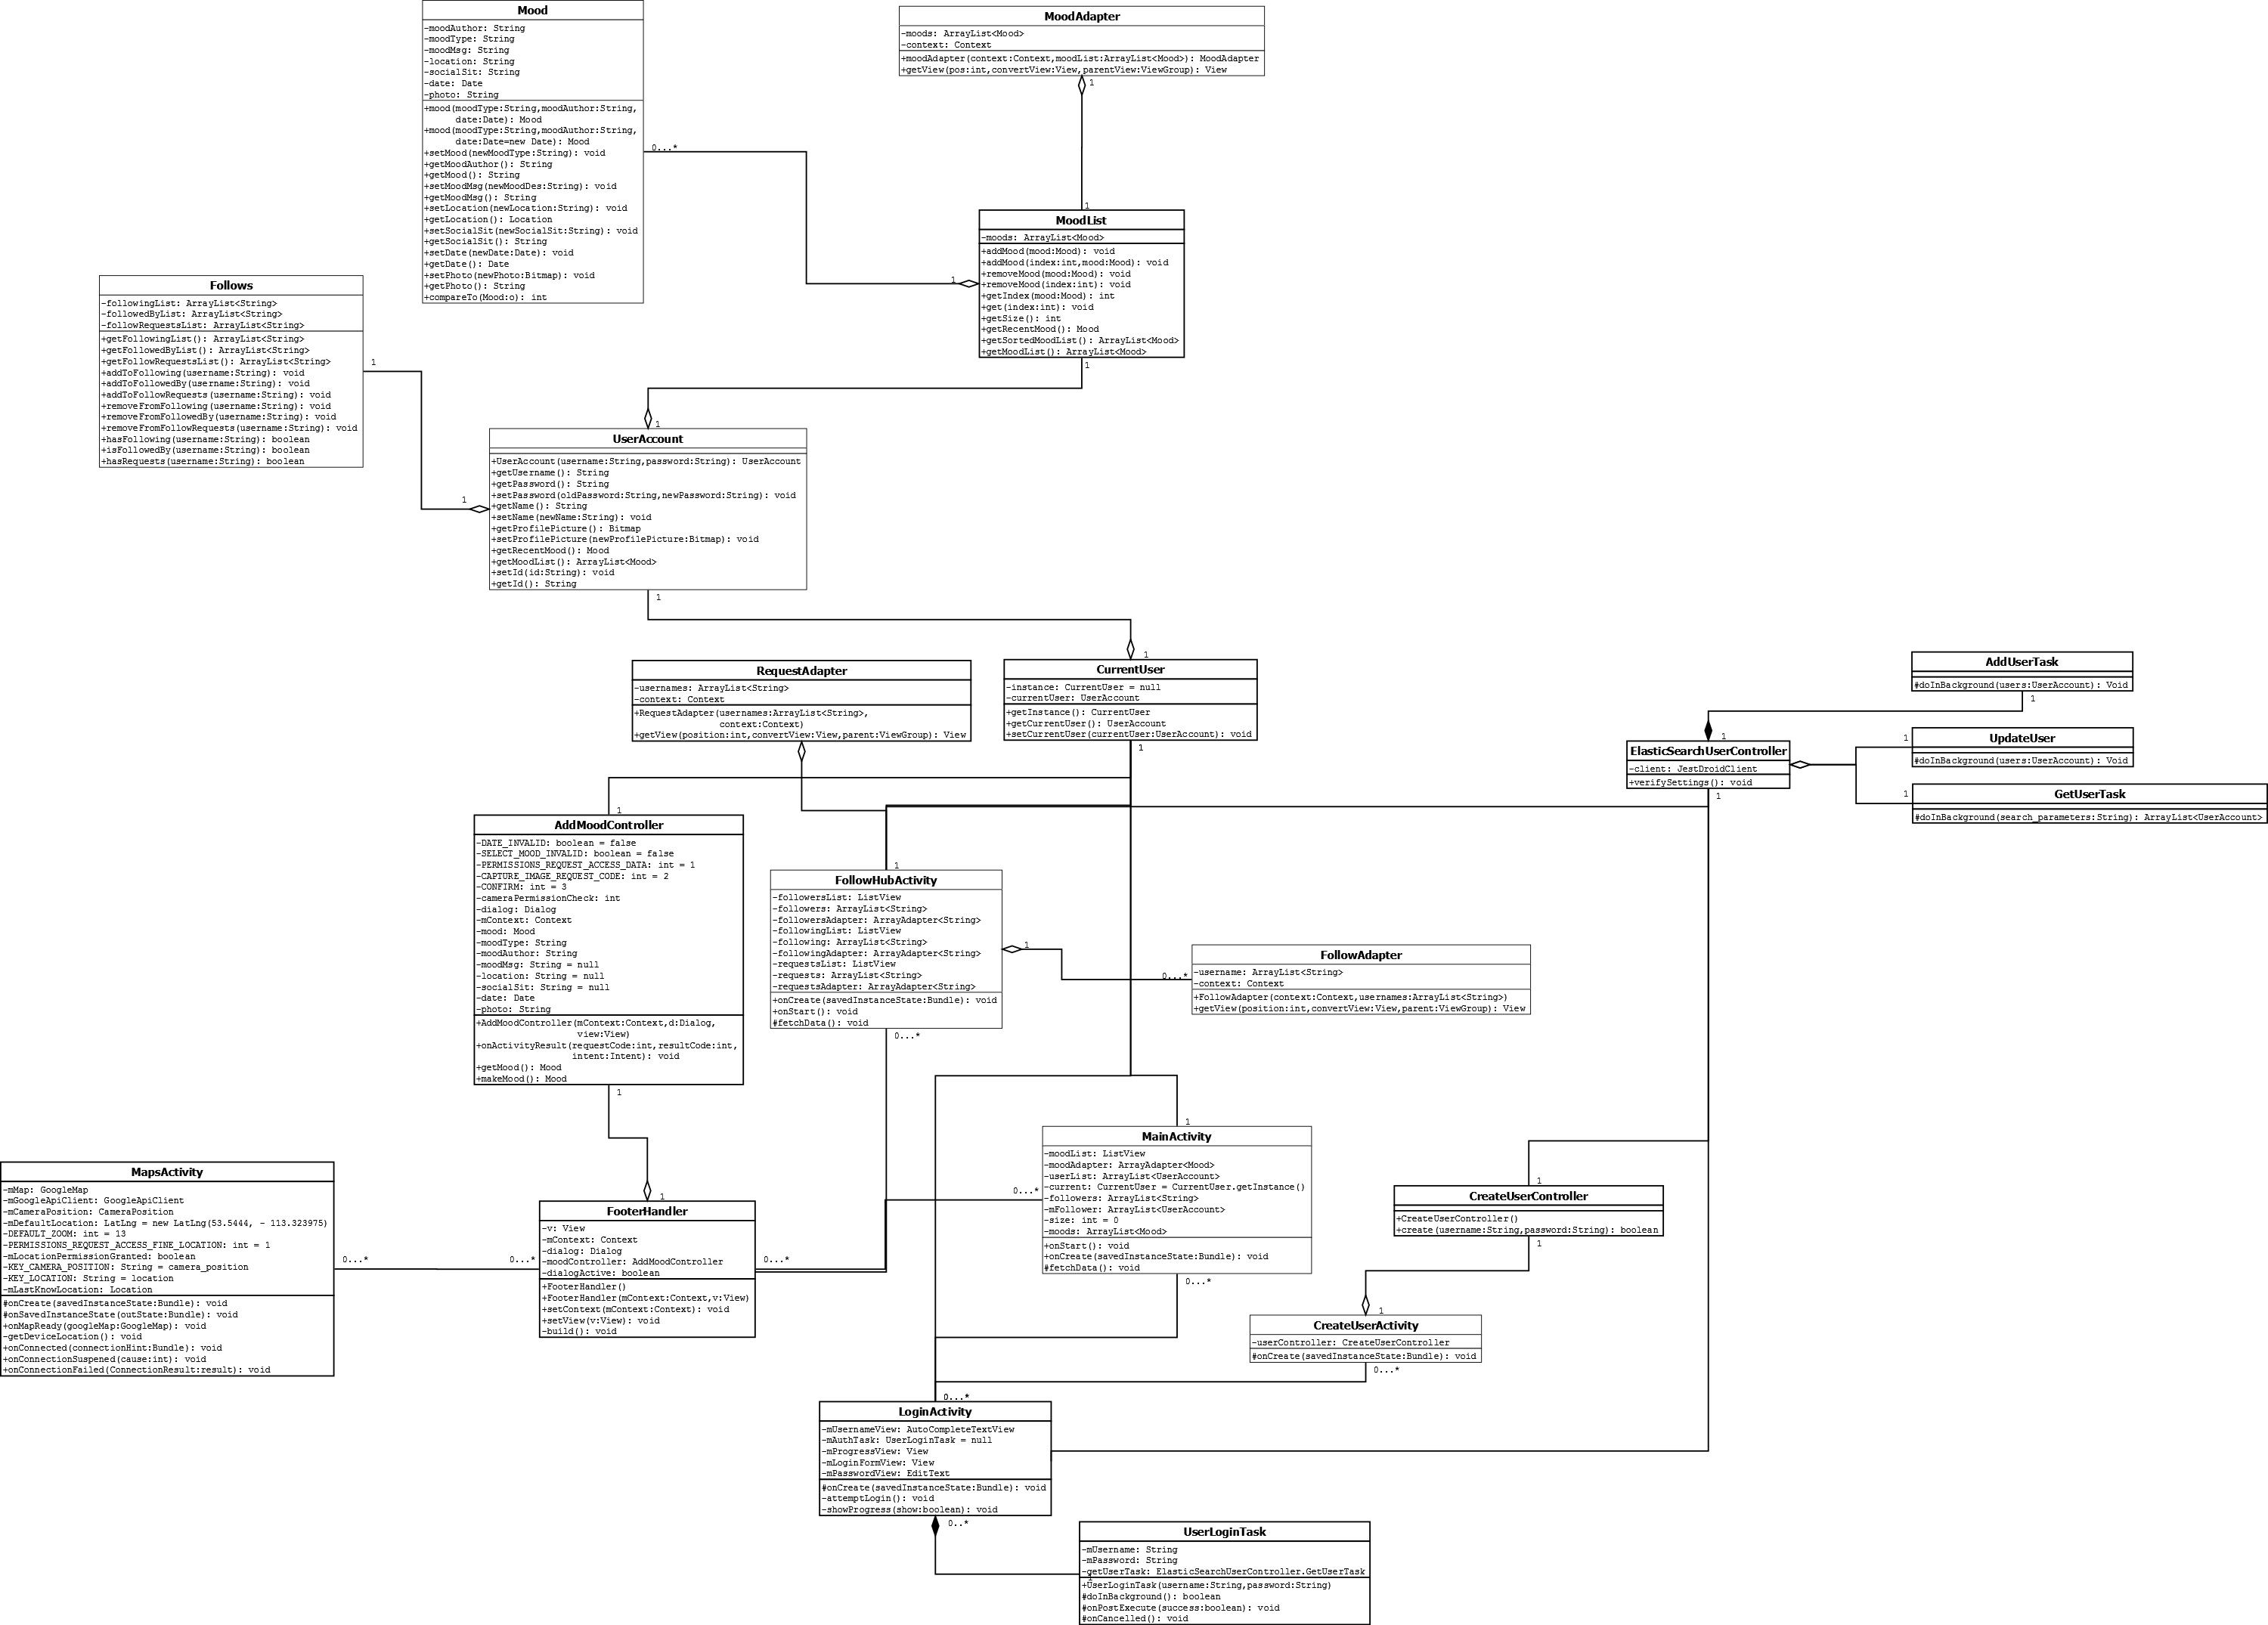 Mood
-moodAuthor: String
-moodType: String
-moodMsg: String
-location: String
-socialSit: String
-date: Date
-photo: String
+mood(moodType:String,moodAuthor:String,
date:Date): Mood
+mood(moodType:String,moodAuthor:String,
date:Date=new Date): Mood
+setMood(newMoodType:String): void
+getMoodAuthor(): String
+getMood(): String
+setMoodMsg(newMoodDes:String): void
+getMoodMsg(): String
+setLocation(newLocation:String): void
+getLocation(): Location
+setSocialSit(newSocialSit:String): void
+getSocialSit(): String
+setDate(newDate:Date): void
+getDate(): Date
+setPhoto(newPhoto:Bitmap): void
+getPhoto(): String
+compareTo(Mood:o): int
0...*
MoodAdapter
-moods: ArrayList<Mood>
-context: Context
+moodAdapter(context:Context,moodList:ArrayList<Mood>): MoodAdapter
+getView(pos:int,convertView:View,parentView:ViewGroup): View
1
1
MoodList
-moods: ArrayList<Mood>
+addMood(mood:Mood): void
+addMood(index:int,mood:Mood): void
+removeMood(mood:Mood): void
+removeMood(index:int): void
+getIndex(mood:Mood): int
+get(index:int): void
+getSize(): int
+getRecentMood(): Mood
+getSortedMoodList(): ArrayList<Mood>
+getMoodList(): ArrayList<Mood>
1
1
Follows
-followingList: ArrayList<String>
-followedByList: ArrayList<String>
-followRequestsList: ArrayList<String>
+getFollowingList(): ArrayList<String>
+getFollowedByList(): ArrayList<String>
+getFollowRequestsList(): ArrayList<String>
+addToFollowing(username:String): void
+addToFollowedBy(username:String): void
+addToFollowRequests(username:String): void
+removeFromFollowing(username:String): void
+removeFromFollowedBy(username:String): void
+removeFromFollowRequests(username:String): void
+hasFollowing(username:String): boolean
+isFollowedBy(username:String): boolean
+hasRequests(username:String): boolean
1
1
1
UserAccount
+UserAccount(username:String,password:String): UserAccount
+getUsername(): String
+getPassword(): String
+setPassword(oldPassword:String,newPassword:String): void
+getName(): String
+setName(newName:String): void
+getProfilePicture(): Bitmap
+setProfilePicture(newProfilePicture:Bitmap): void
+getRecentMood(): Mood
+getMoodList(): ArrayList<Mood>
+setId(id:String): void
+getId(): String
1
1
RequestAdapter
-usernames: ArrayList<String>
-context: Context
+RequestAdapter(usernames:ArrayList<String>,
context:Context)
+getView(position:int,convertView:View,parent:ViewGroup): View
CurrentUser
-instance: CurrentUser = null
-currentUser: UserAccount
+getInstance(): CurrentUser
+getCurrentUser(): UserAccount
+setCurrentUser(currentUser:UserAccount): void
1
AddUserTask
#doInBackground(users:UserAccount): Void
1
1
ElasticSearchUserController
-client: JestDroidClient
+verifySettings(): void
1
1
UpdateUser
#doInBackground(users:UserAccount): Void
1
GetUserTask
#doInBackground(search_parameters:String): ArrayList<UserAccount>
1
AddMoodController
-DATE_INVALID: boolean = false
-SELECT_MOOD_INVALID: boolean = false
-PERMISSIONS_REQUEST_ACCESS_DATA: int = 1
-CAPTURE_IMAGE_REQUEST_CODE: int = 2
-CONFIRM: int = 3
-cameraPermissionCheck: int
-dialog: Dialog
-mContext: Context
-mood: Mood
-moodType: String
-moodAuthor: String
-moodMsg: String = null
-location: String = null
-socialSit: String = null
-date: Date
-photo: String
+AddMoodController(mContext:Context,d:Dialog,
view:View)
+onActivityResult(requestCode:int,resultCode:int,
intent:Intent): void
+getMood(): Mood
+makeMood(): Mood
1
1
FollowHubActivity
-followersList: ListView
-followers: ArrayList<String>
-followersAdapter: ArrayAdapter<String>
-followingList: ListView
-following: ArrayList<String>
-followingAdapter: ArrayAdapter<String>
-requestsList: ListView
-requests: ArrayList<String>
-requestsAdapter: ArrayAdapter<String>
+onCreate(savedInstanceState:Bundle): void
+onStart(): void
#fetchData(): void
1
0...*
0...*
FollowAdapter
-username: ArrayList<String>
-context: Context
+FollowAdapter(context:Context,usernames:ArrayList<String>)
+getView(position:int,convertView:View,parent:ViewGroup): View
1
MainActivity
-moodList: ListView
-moodAdapter: ArrayAdapter<Mood>
-userList: ArrayList<UserAccount>
-current: CurrentUser = CurrentUser.getInstance()
-followers: ArrayList<String>
-mFollower: ArrayList<UserAccount>
-size: int = 0
-moods: ArrayList<Mood>
+onStart(): void
+onCreate(savedInstanceState:Bundle): void
#fetchData(): void
0...*
0...*
MapsActivity
-mMap: GoogleMap
-mGoogleApiClient: GoogleApiClient
-mCameraPosition: CameraPosition
-mDefaultLocation: LatLng = new LatLng(53.5444, - 113.323975)
-DEFAULT_ZOOM: int = 13
-PERMISSIONS_REQUEST_ACCESS_FINE_LOCATION: int = 1
-mLocationPermissionGranted: boolean
-KEY_CAMERA_POSITION: String = camera_position
-KEY_LOCATION: String = location
-mLastKnowLocation: Location
#onCreate(savedInstanceState:Bundle): void
#onSavedInstanceState(outState:Bundle): void
+onMapReady(googleMap:GoogleMap): void
-getDeviceLocation(): void
+onConnected(connectionHint:Bundle): void
+onConnectionSuspended(cause:int): void
+onConnectionFailed(ConnectionResult:result): void
0...*
0...*
1
FooterHandler
-v: View
-mContext: Context
-dialog: Dialog
-moodController: AddMoodController
-dialogActive: boolean
+FooterHandler()
+FooterHandler(mContext:Context,v:View)
+setContext(mContext:Context): void
+setView(v:View): void
-build(): void
0...*
1
CreateUserController
+CreateUserController()
+create(username:String,password:String): boolean
1
1
CreateUserActivity
-userController: CreateUserController
#onCreate(savedInstanceState:Bundle): void
0...*
0...*
LoginActivity
-mUsernameView: AutoCompleteTextView
-mAuthTask: UserLoginTask = null
-mProgressView: View
-mLoginFormView: View
-mPasswordView: EditText
#onCreate(savedInstanceState:Bundle): void
-attemptLogin(): void
-showProgress(show:boolean): void
0..*
UserLoginTask
-mUsername: String
-mPassword: String
-getUserTask: ElasticSearchUserController.GetUserTask
1
+UserLoginTask(username:String,password:String)
#doInBackground(): boolean
#onPostExecute(success:boolean): void
#onCancelled(): void